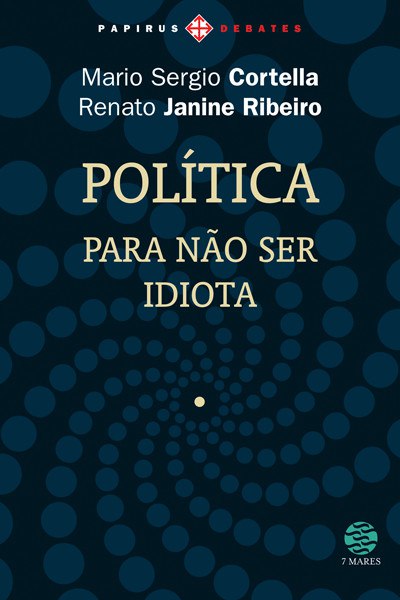 PAPIRUS DEBATES
Mario Sergio Cortella
Renato Janine Ribeiro
POLÍTICA
PARA NÃO SER
IDIOTA
7 MARES